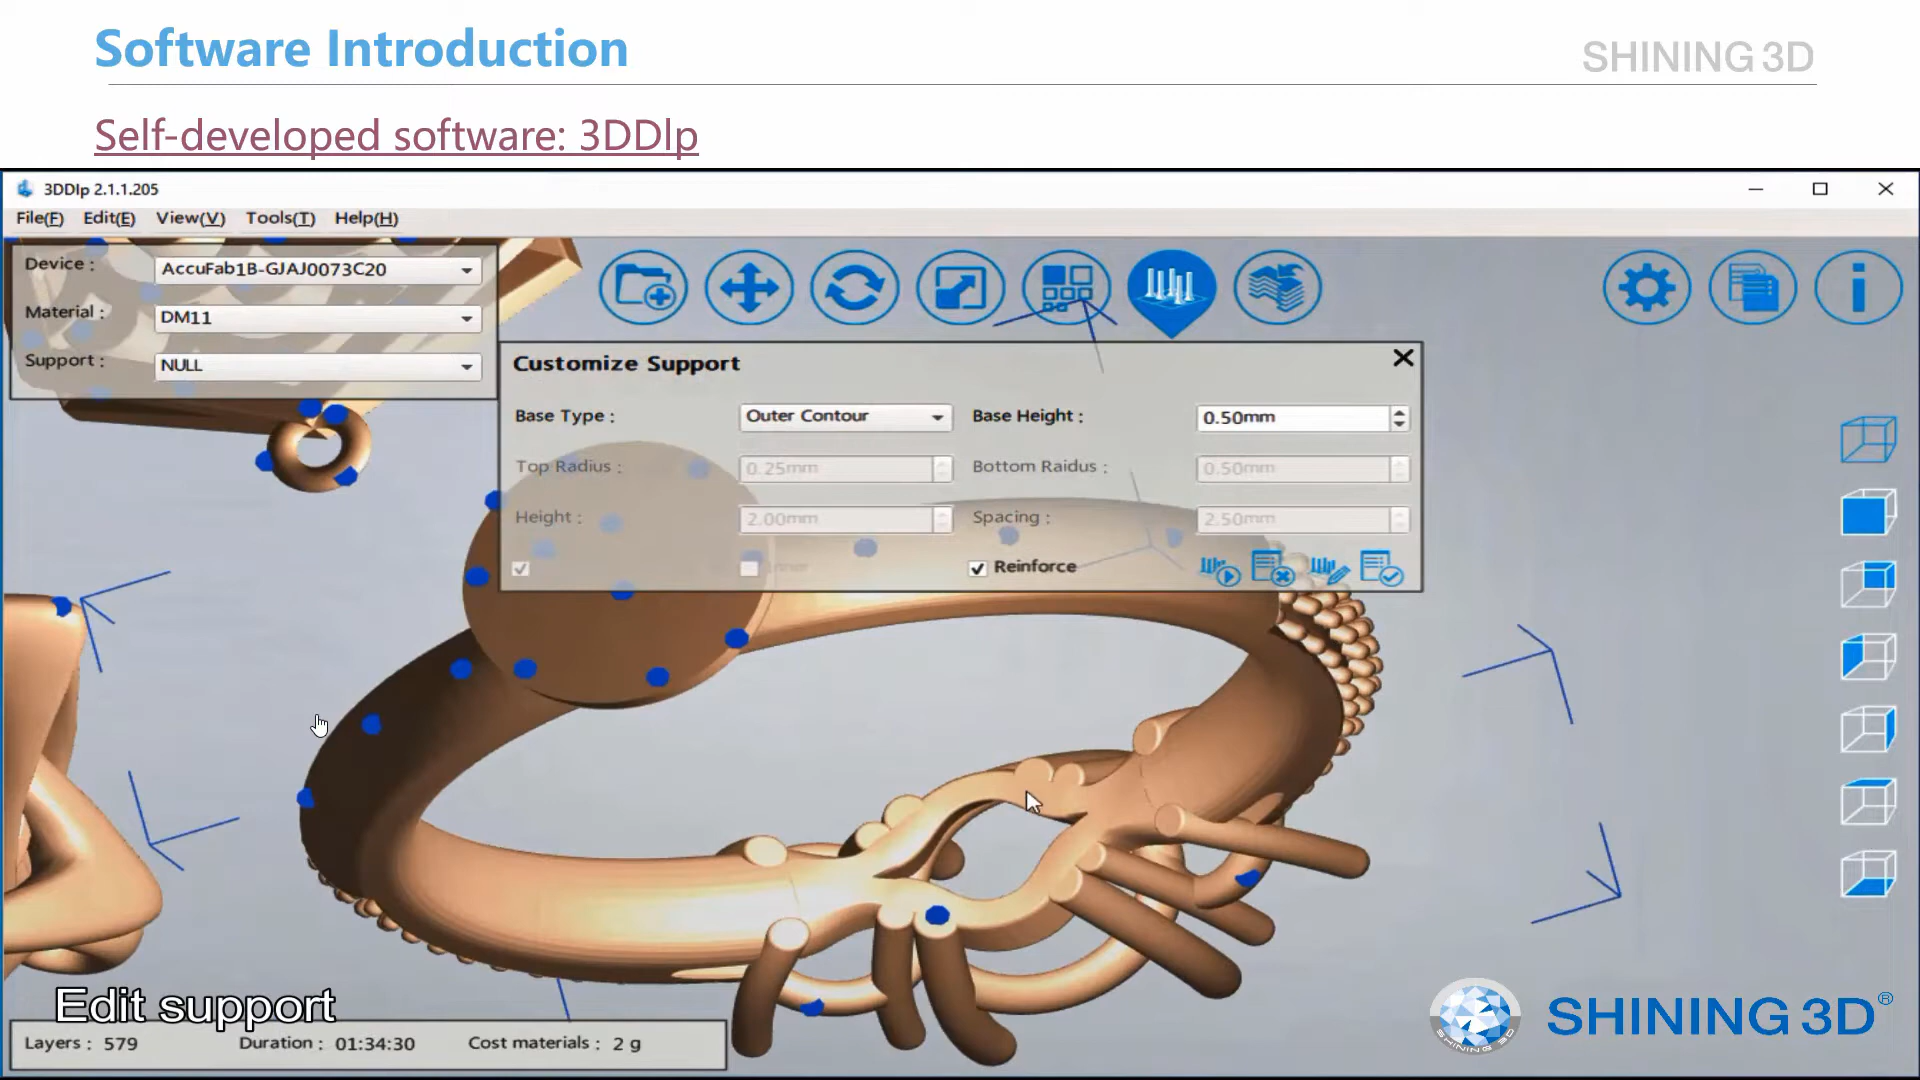 Software Introduction
SHINING 3D
Self-developed software: 3DDlp
3DDlp 2.1.1.205
File(F) Edit(E) View(V) Tools(T) Help(H)
Device : AccuFab1B-GJAJ0073C20
Material : DM11
Support : NULL
Customize Support
Base Type : Outer Contour Base Height : 0.50mm
Top Radius : 0.25mm Bottom Raidus : 0.50mm
Height : 2.00mm Spacing : 2.50mm
Reinforce
Edit support
Layers : 579 Duration : 01:34:30 Cost materials : 2 g
SHINING 3D
SHINING 3D®